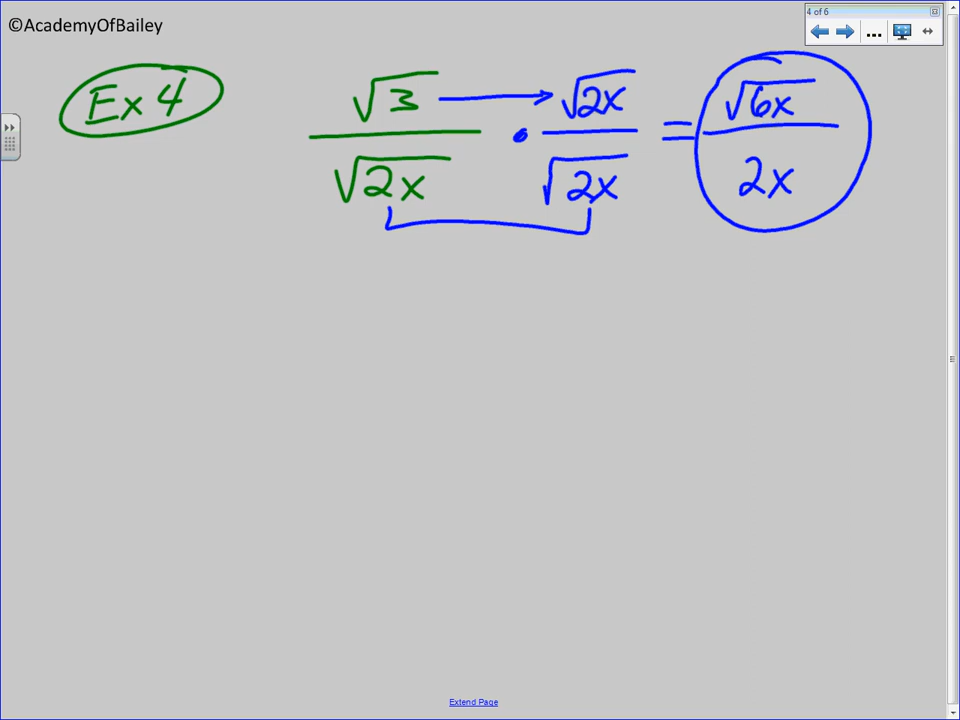 ©AcademyOfBailey
4 of 6
Ex 4
√3 / √2x • √2x / √2x = √6x / 2x
Extend Page